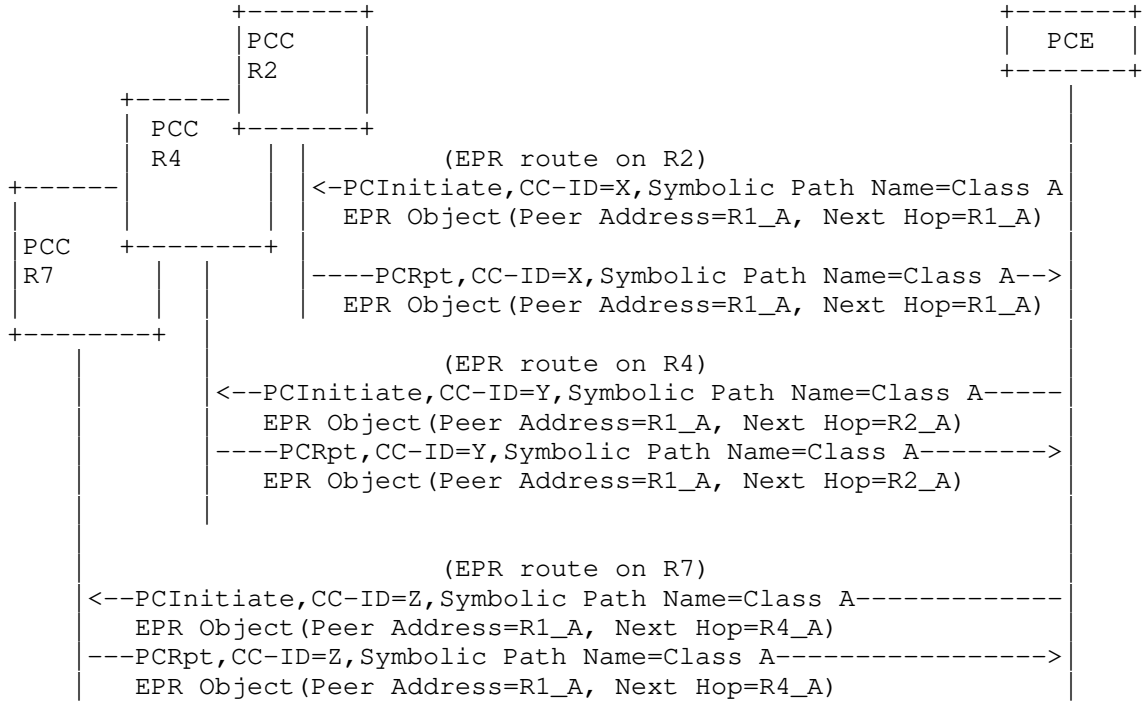 PCC
R2
PCE
PCC
R4
(EPR route on R2)
<-PCInitiate,CC-ID=X,Symbolic Path Name=Class A
EPR Object(Peer Address=R1_A, Next Hop=R1_A)
PCC
R7
----PCRpt,CC-ID=X,Symbolic Path Name=Class A-->
EPR Object(Peer Address=R1_A, Next Hop=R1_A)
(EPR route on R4)
<--PCInitiate,CC-ID=Y,Symbolic Path Name=Class A-----
EPR Object(Peer Address=R1_A, Next Hop=R2_A)
----PCRpt,CC-ID=Y,Symbolic Path Name=Class A-------->
EPR Object(Peer Address=R1_A, Next Hop=R2_A)
(EPR route on R7)
<--PCInitiate,CC-ID=Z,Symbolic Path Name=Class A-------------
EPR Object(Peer Address=R1_A, Next Hop=R4_A)
---PCRpt,CC-ID=Z,Symbolic Path Name=Class A----------------->
EPR Object(Peer Address=R1_A, Next Hop=R4_A)